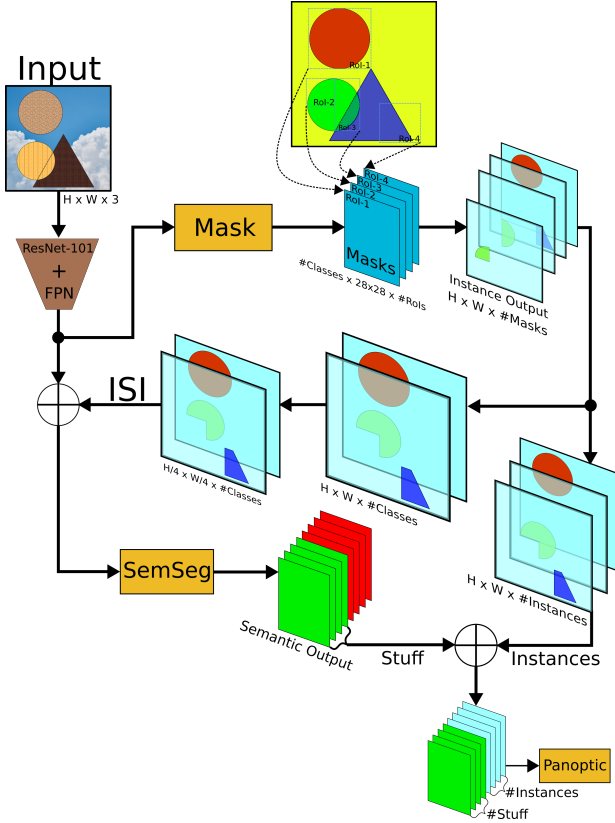 Input
H x W x 3
RoI-1
RoI-2
RoI-3
RoI-4
ResNet-101
+
FPN
Mask
RoI-4
RoI-3
RoI-2
RoI-1
Masks
#Classes x 28x28 x #RoIs
Instance Output
H x W x #Masks
ISI
H/4 x W/4 x #Classes
H x W x #Classes
H x W x #Instances
SemSeg
Semantic Output
Stuff
Instances
Panoptic
#Instances
#Stuff